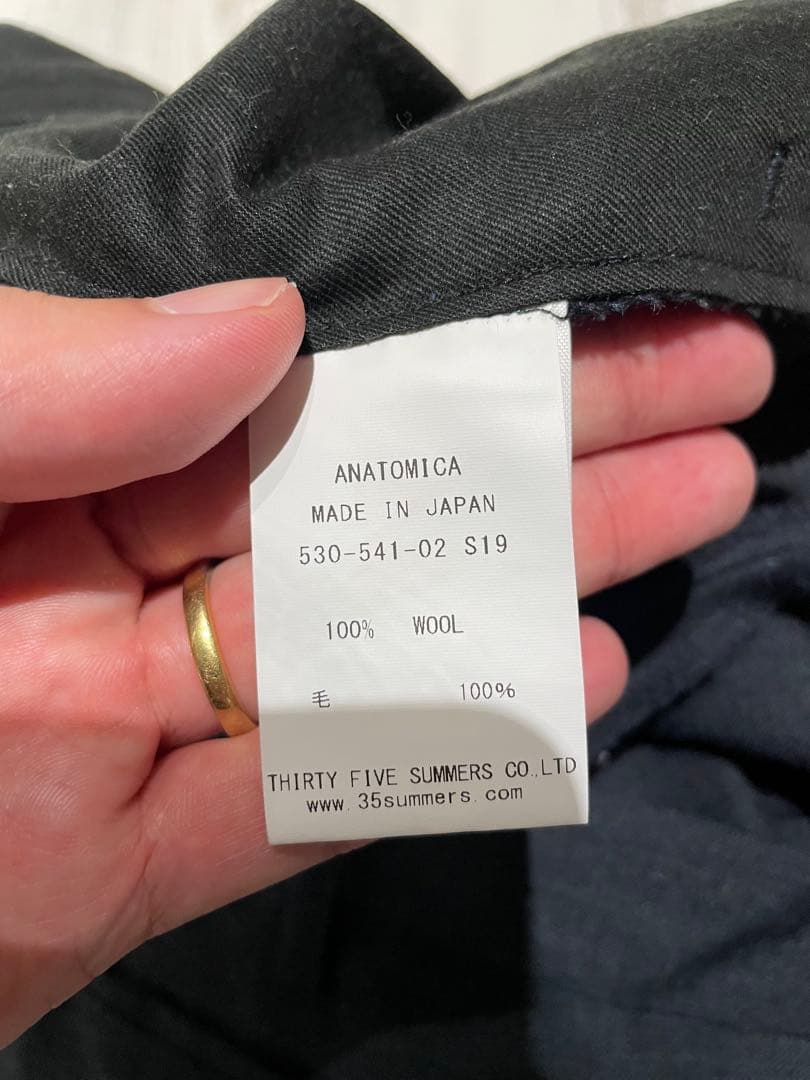 ANATOMICA
MADE IN JAPAN
530-541-02 S19
100% WOOL
毛 100%
THIRTY FIVE SUMMERS CO.,LTD
www.35summers.com